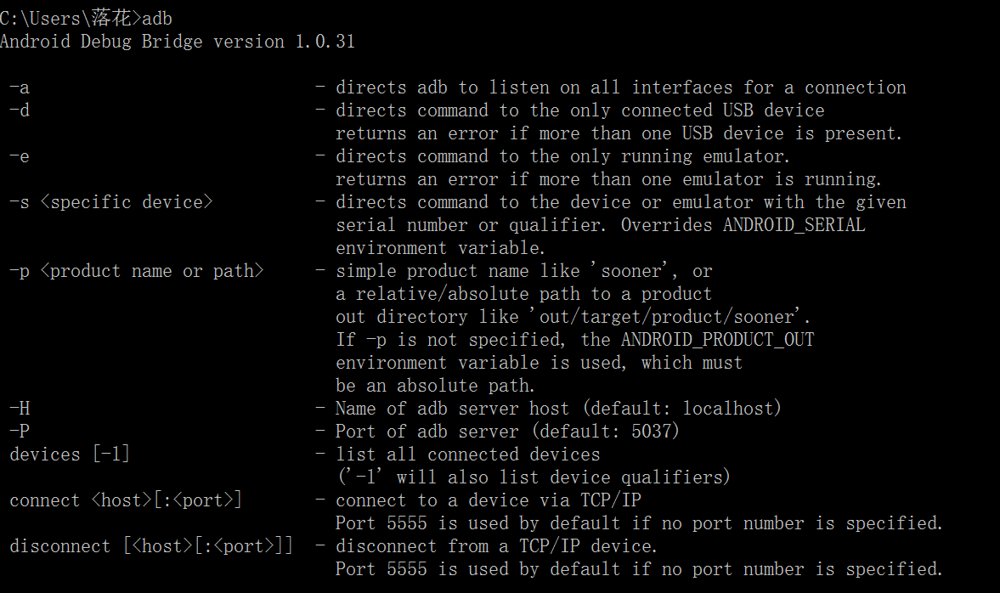 C:\Users\落花>adb
Android Debug Bridge version 1.0.31
-a - directs adb to listen on all interfaces for a connection
-d - directs command to the only connected USB device
returns an error if more than one USB device is present.
-e - directs command to the only running emulator.
returns an error if more than one emulator is running.
-s <specific device> - directs command to the device or emulator with the given
serial number or qualifier. Overrides ANDROID_SERIAL
environment variable.
-p <product name or path> - simple product name like 'sooner', or
a relative/absolute path to a product
out directory like 'out/target/product/sooner'.
If -p is not specified, the ANDROID_PRODUCT_OUT
environment variable is used, which must
be an absolute path.
-H - Name of adb server host (default: localhost)
-P - Port of adb server (default: 5037)
devices [-l] - list all connected devices
('-l' will also list device qualifiers)
connect <host>[:<port>] - connect to a device via TCP/IP
Port 5555 is used by default if no port number is specified.
disconnect [<host>[:<port>]] - disconnect from a TCP/IP device.
Port 5555 is used by default if no port number is specified.